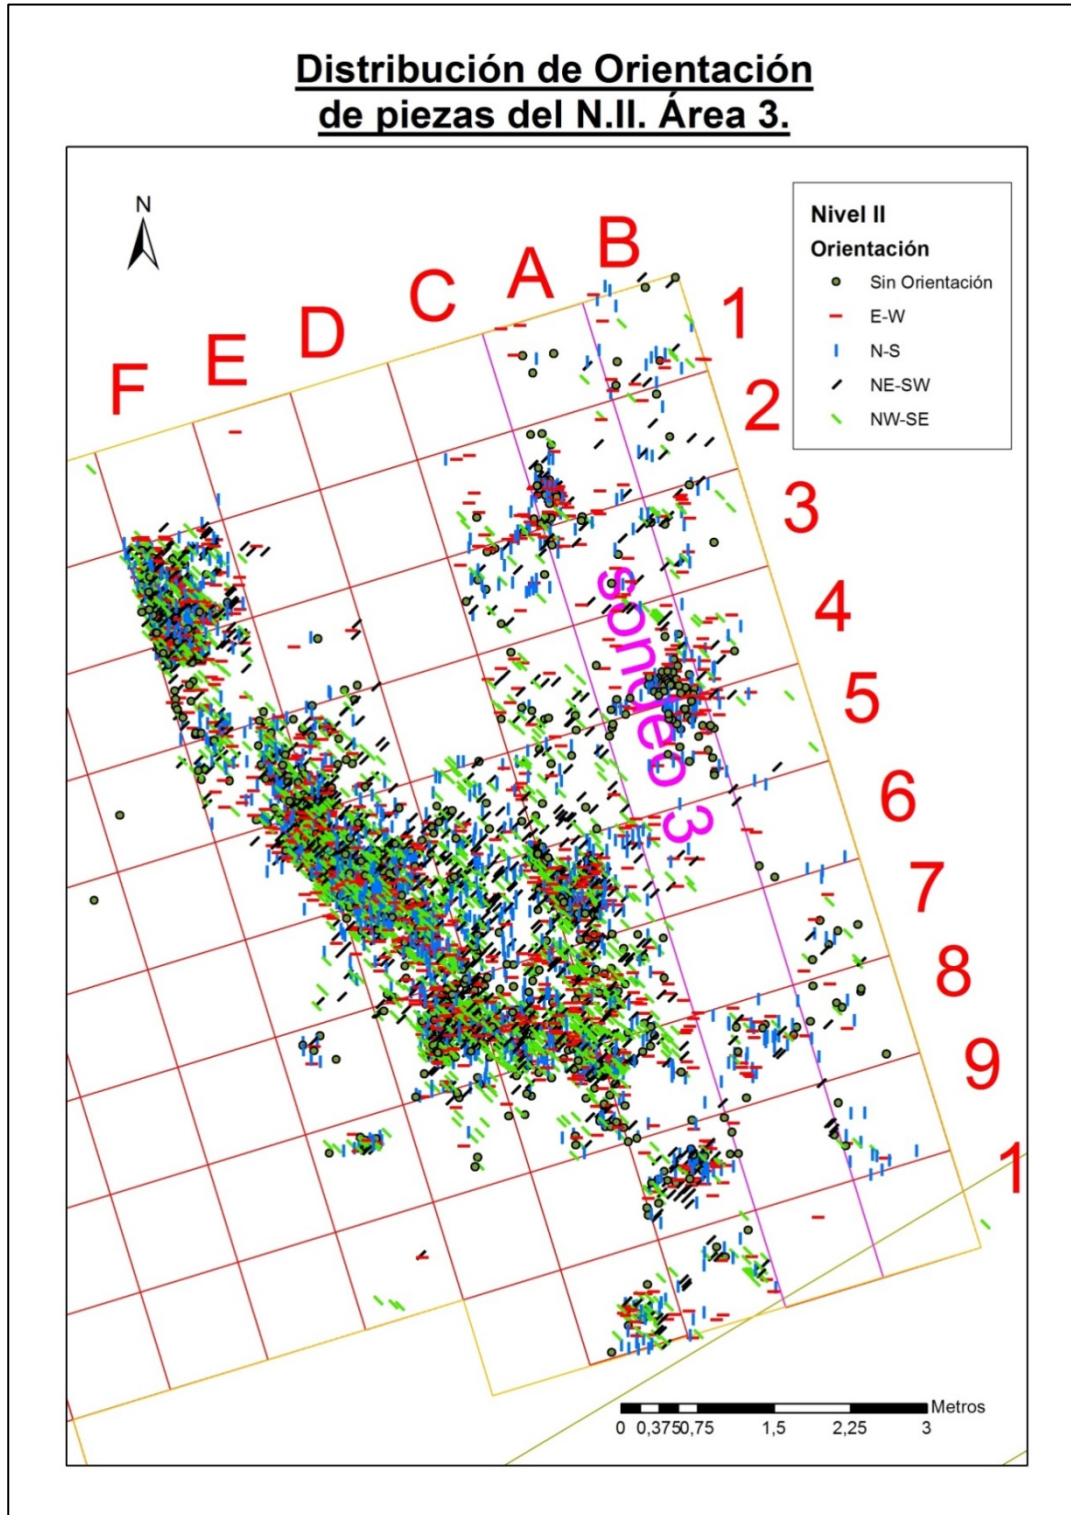 Distribución de Orientación
de piezas del N.II. Área 3.
N
Nivel II
Orientación
Sin Orientación
E-W
N-S
NE-SW
NW-SE
F
E
D
C
A
B
1
2
3
4
5
6
7
8
9
1
sondeo 3
0 0,375 0,75 1,5 2,25 3 Metros